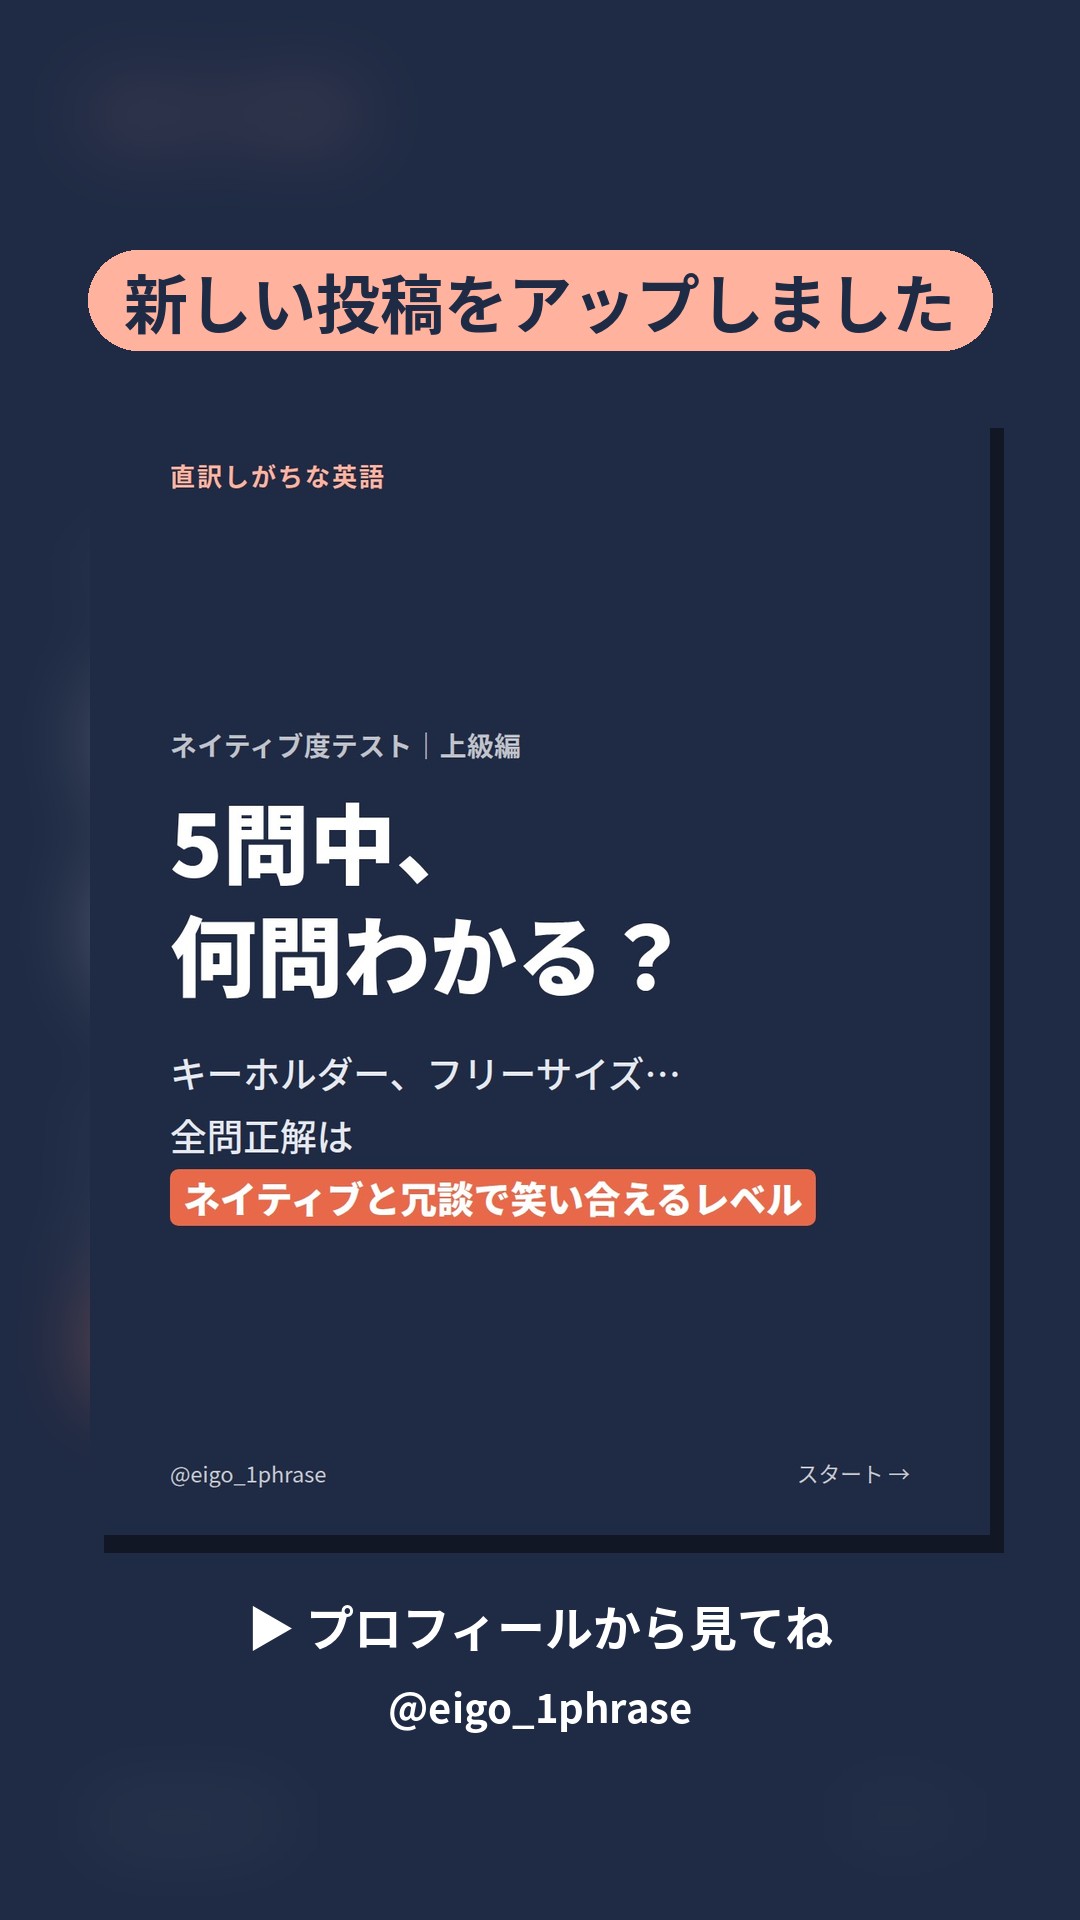 新しい投稿をアップしました
直訳しがちな英語
ネイティブ度テスト｜上級編
5問中、
何問わかる？
キーホルダー、フリーサイズ…
全問正解は
ネイティブと冗談で笑い合えるレベル
@eigo_1phrase
スタート→
▶ プロフィールから見てね
@eigo_1phrase